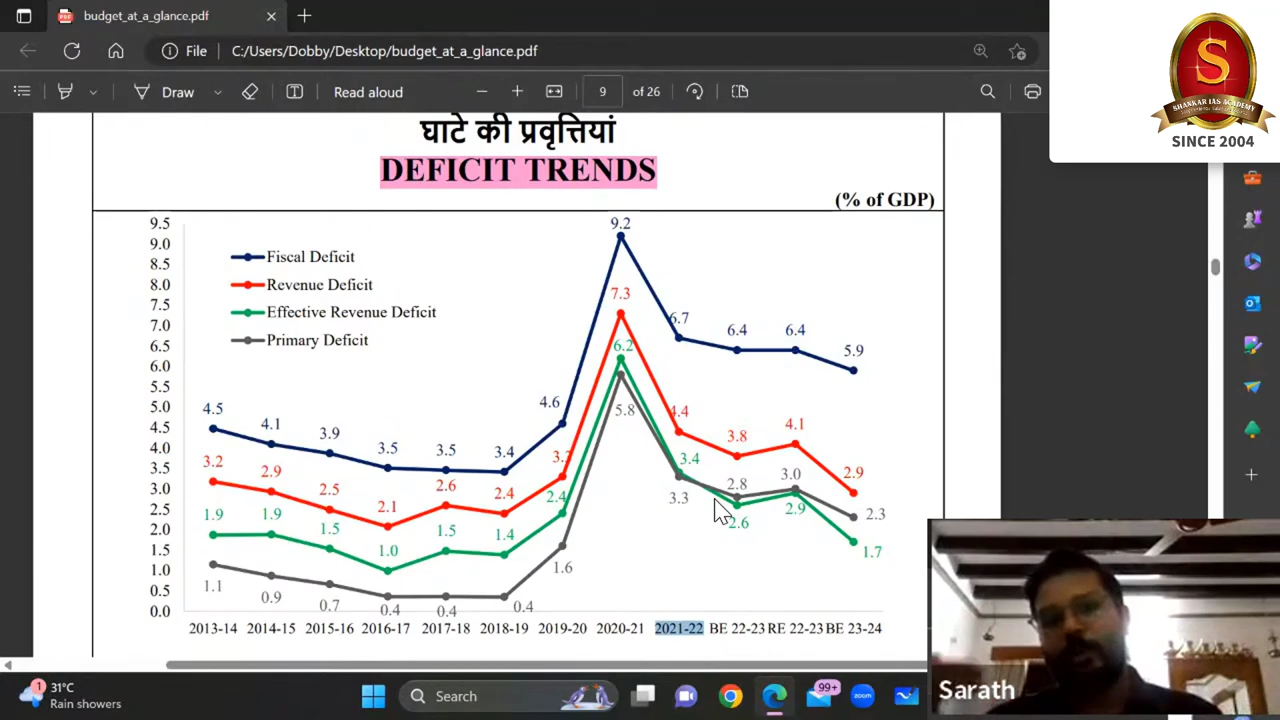 budget_at_a_glance.pdf
File
C:/Users/Dobby/Desktop/budget_at_a_glance.pdf
Draw
Read aloud
9
of 26
S
SHANKAR IAS ACADEMY
SINCE 2004
घाटे की प्रवृत्तियां
DEFICIT TRENDS
(% of GDP)
9.5
9.0
8.5
8.0
7.5
7.0
6.5
6.0
5.5
5.0
4.5
4.0
3.5
3.0
2.5
2.0
1.5
1.0
0.5
0.0
Fiscal Deficit
Revenue Deficit
Effective Revenue Deficit
Primary Deficit
4.5 4.1 3.9 3.5 3.5 3.4 4.6 9.2 6.7 6.4 6.4 5.9
3.2 2.9 2.5 2.1 2.6 2.4 7.3 4.4 3.8 4.1 2.9
1.9 1.9 1.5 1.0 1.5 1.4 2.4 6.2 3.4 2.6 2.9 1.7
1.1 0.9 0.7 0.4 0.4 0.4 1.6 5.8 3.3 2.8 3.0 2.3
2013-14 2014-15 2015-16 2016-17 2017-18 2018-19 2019-20 2020-21 2021-22 BE 22-23 RE 22-23 BE 23-24
Sarath
1
31°C
Rain showers
Search
99+
zoom